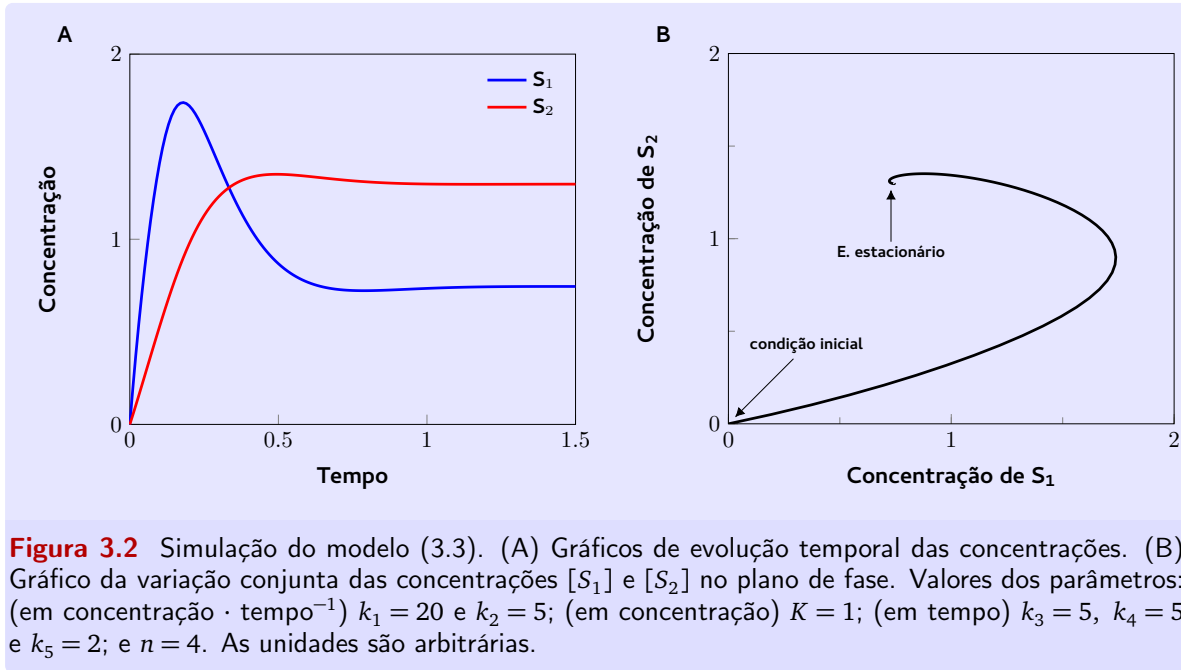 A
B
2
1
0
0
0.5
1
1.5
Concentração
Tempo
S₁
S₂
2
1
0
0
1
2
Concentração de S₂
Concentração de S₁
E. estacionário
condição inicial
Figura 3.2 Simulação do modelo (3.3). (A) Gráficos de evolução temporal das concentrações. (B)
Gráfico da variação conjunta das concentrações [S₁] e [S₂] no plano de fase. Valores dos parâmetros:
(em concentração · tempo⁻¹) k₁ = 20 e k₂ = 5; (em concentração) K = 1; (em tempo) k₃ = 5, k₄ = 5
e k₅ = 2; e n = 4. As unidades são arbitrárias.